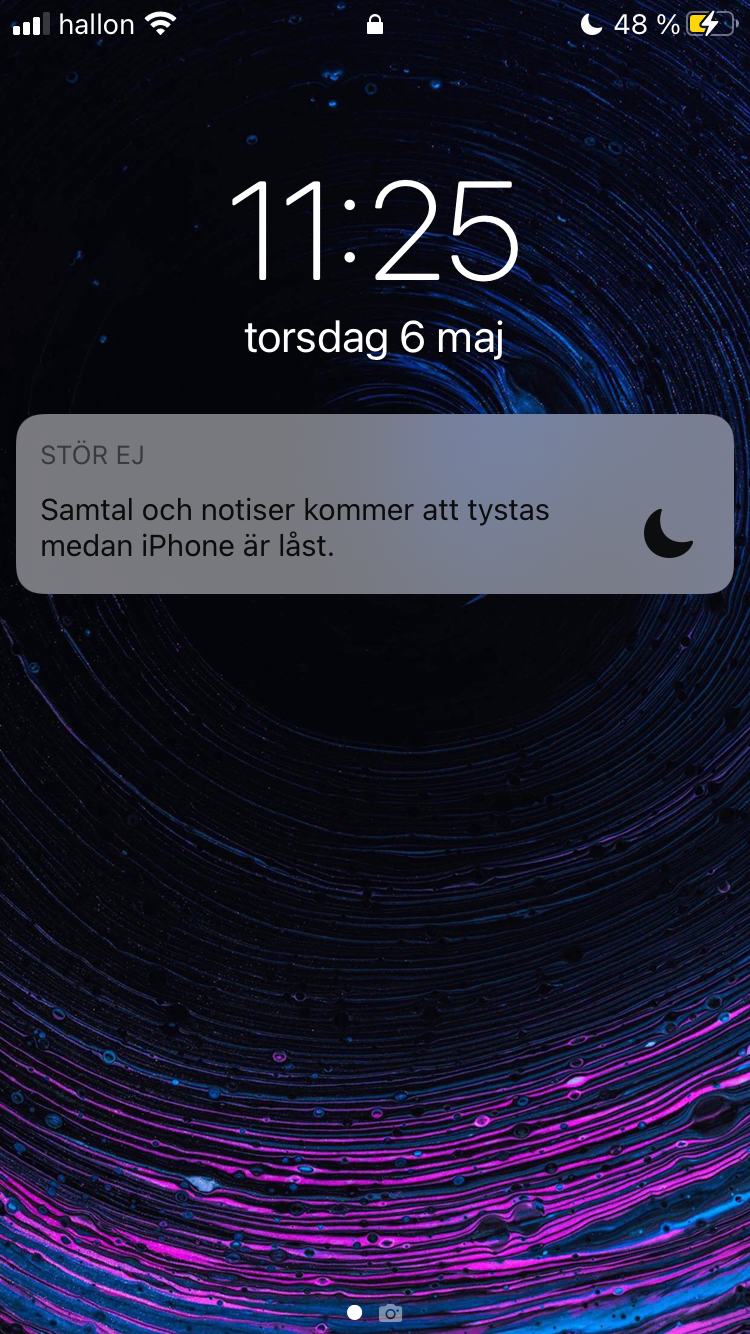 hallon 48 %
11:25
torsdag 6 maj
STÖR EJ
Samtal och notiser kommer att tystas
medan iPhone är låst.